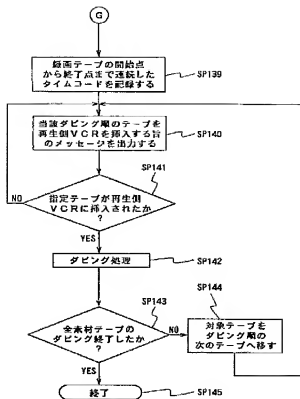 G
録画テープの開始点
から終了点まで連続した
タイムコードを記録する
SP139
当該ダビング順のテープを
再生側VCRを挿入する旨
のメッセージを出力する
SP140
SP141
指定テープが再生側
VCRに挿入されたか
?
NO
YES
ダビング処理
SP142
SP143
全素材テープの
ダビング終了したか
?
NO
YES
SP144
対象テープを
ダビング順の
次のテープへ移す
終了
SP145